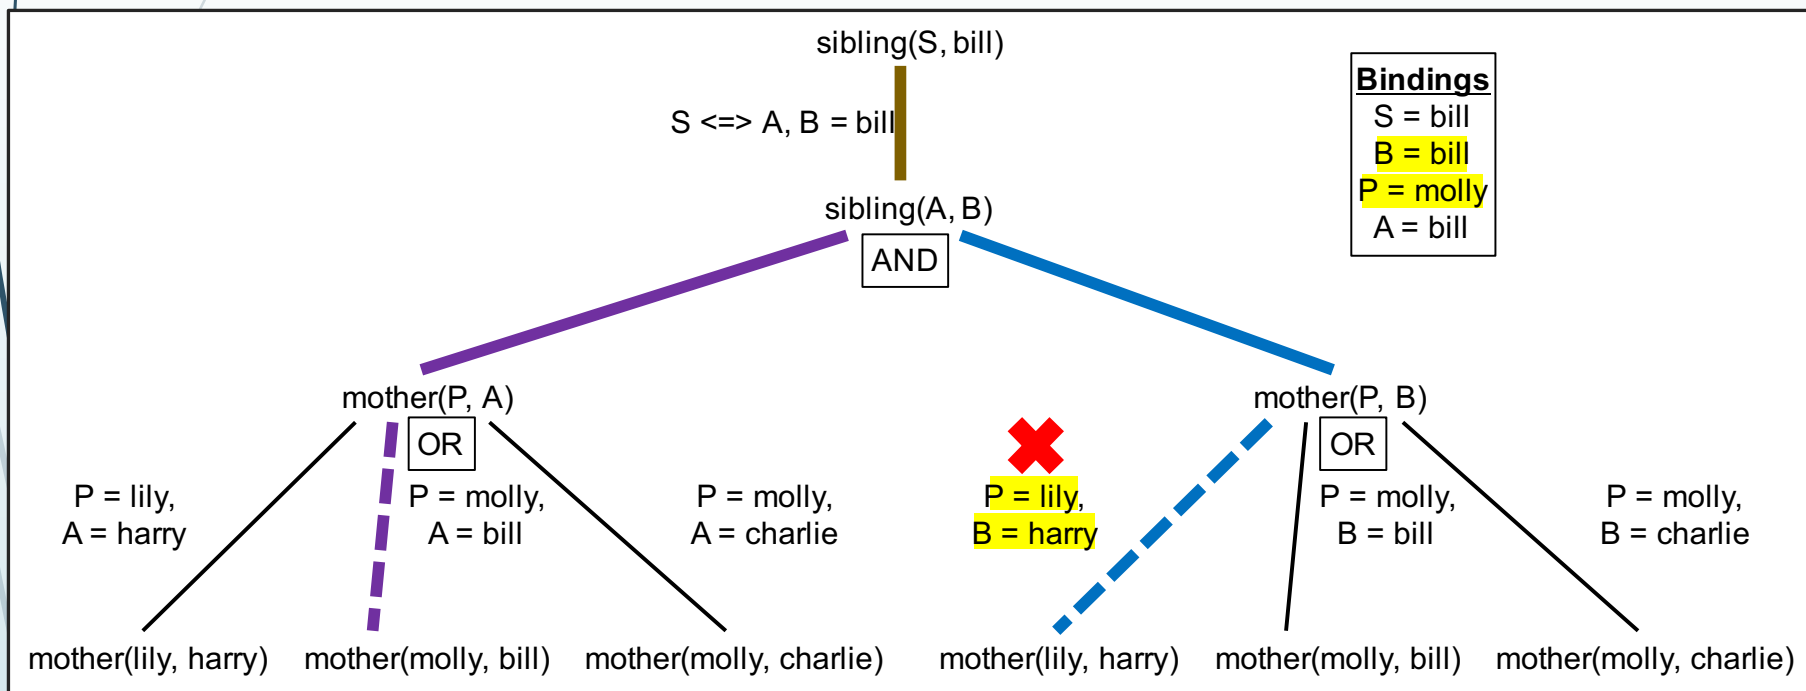 sibling(S, bill)
S <=> A, B = bill
Bindings
S = bill
B = bill
P = molly
A = bill
sibling(A, B)
AND
mother(P, A)
OR
mother(P, B)
OR
P = lily,
A = harry
P = molly,
A = bill
P = molly,
A = charlie
P = lily,
B = harry
P = molly,
B = bill
P = molly,
B = charlie
mother(lily, harry)
mother(molly, bill)
mother(molly, charlie)
mother(lily, harry)
mother(molly, bill)
mother(molly, charlie)